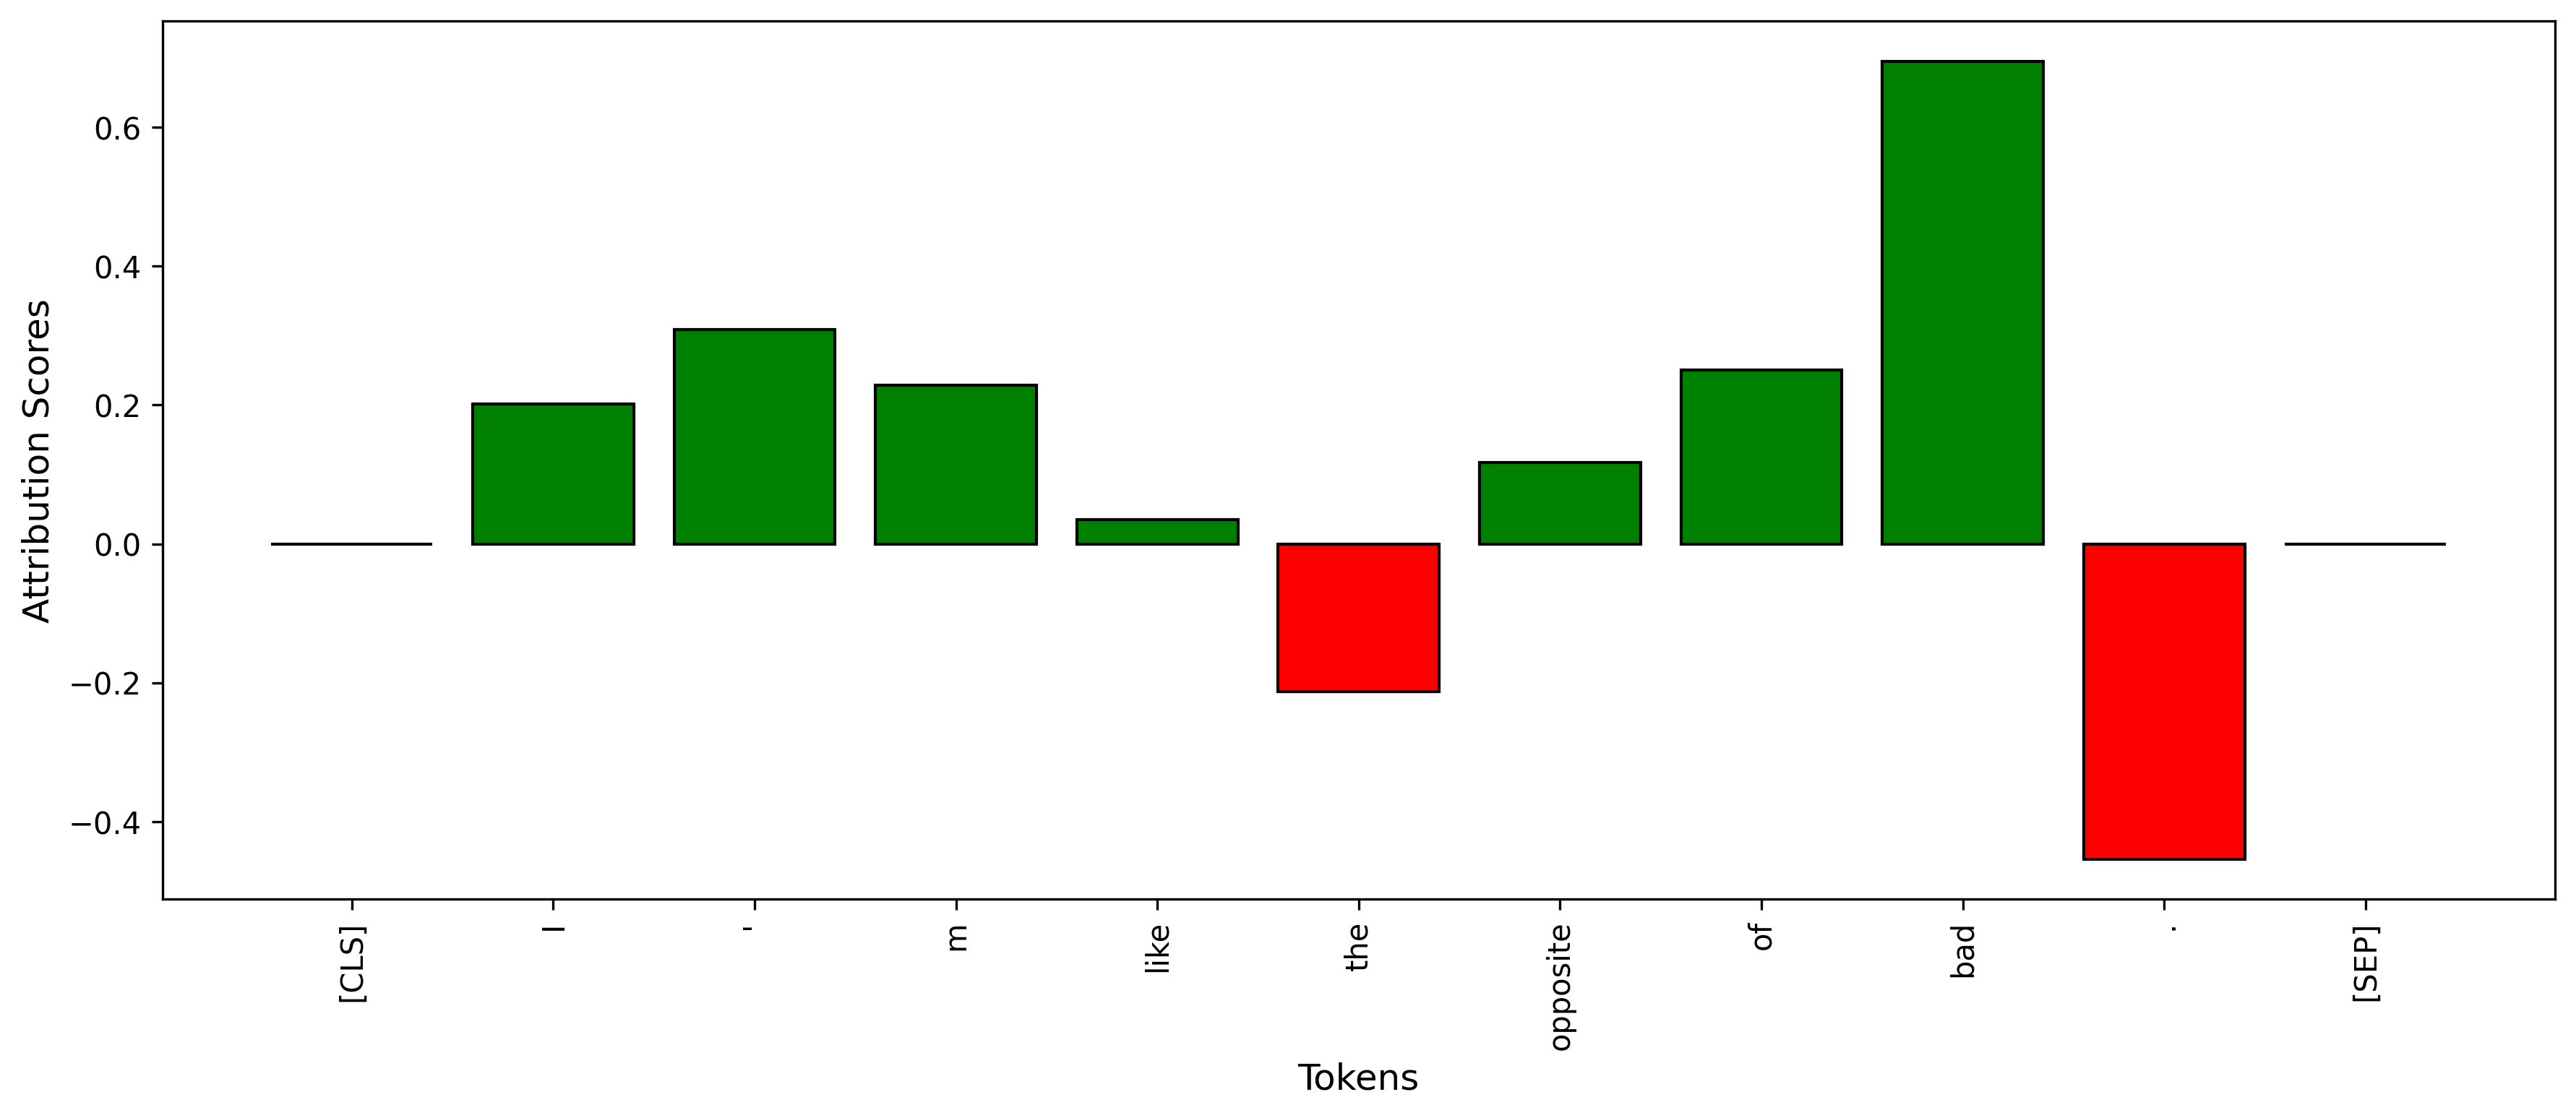 Attribution Scores
0.6
0.4
0.2
0.0
−0.2
−0.4
[CLS]
I
'
m
like
the
opposite
of
bad
.
[SEP]
Tokens